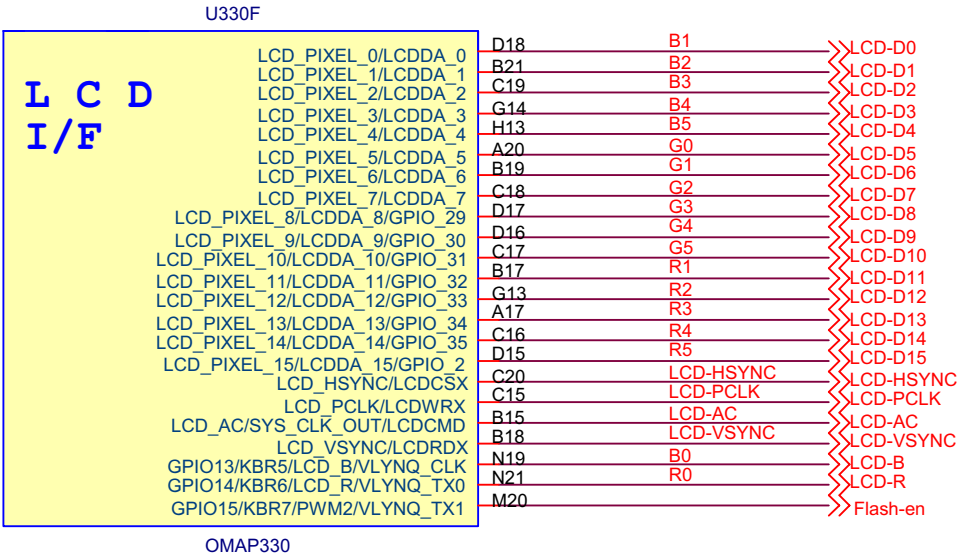 U330F
L C D
I/F
LCD_PIXEL_0/LCDDA_0 D18 B1 LCD-D0
LCD_PIXEL_1/LCDDA_1 B21 B2 LCD-D1
LCD_PIXEL_2/LCDDA_2 C19 B3 LCD-D2
LCD_PIXEL_3/LCDDA_3 G14 B4 LCD-D3
LCD_PIXEL_4/LCDDA_4 H13 B5 LCD-D4
LCD_PIXEL_5/LCDDA_5 A20 G0 LCD-D5
LCD_PIXEL_6/LCDDA_6 B19 G1 LCD-D6
LCD_PIXEL_7/LCDDA_7 C18 G2 LCD-D7
LCD_PIXEL_8/LCDDA_8/GPIO_29 D17 G3 LCD-D8
LCD_PIXEL_9/LCDDA_9/GPIO_30 D16 G4 LCD-D9
LCD_PIXEL_10/LCDDA_10/GPIO_31 C17 G5 LCD-D10
LCD_PIXEL_11/LCDDA_11/GPIO_32 B17 R1 LCD-D11
LCD_PIXEL_12/LCDDA_12/GPIO_33 G13 R2 LCD-D12
LCD_PIXEL_13/LCDDA_13/GPIO_34 A17 R3 LCD-D13
LCD_PIXEL_14/LCDDA_14/GPIO_35 C16 R4 LCD-D14
LCD_PIXEL_15/LCDDA_15/GPIO_2 D15 R5 LCD-D15
LCD_HSYNC/LCDCSX C20 LCD-HSYNC LCD-HSYNC
LCD_PCLK/LCDWRX C15 LCD-PCLK LCD-PCLK
LCD_AC/SYS_CLK_OUT/LCDCMD B15 LCD-AC LCD-AC
LCD_VSYNC/LCDRDX B18 LCD-VSYNC LCD-VSYNC
GPIO13/KBR5/LCD_B/VLYNQ_CLK N19 B0 LCD-B
GPIO14/KBR6/LCD_R/VLYNQ_TX0 N21 R0 LCD-R
GPIO15/KBR7/PWM2/VLYNQ_TX1 M20 Flash-en
OMAP330